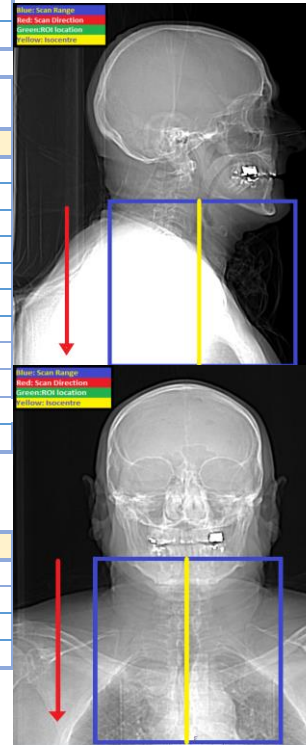 Blue: Scan Range
Red: Scan Direction
Green:ROI location
Yellow: Isocentre
Blue: Scan Range
Red: Scan Direction
Green:ROI location
Yellow: Isocentre